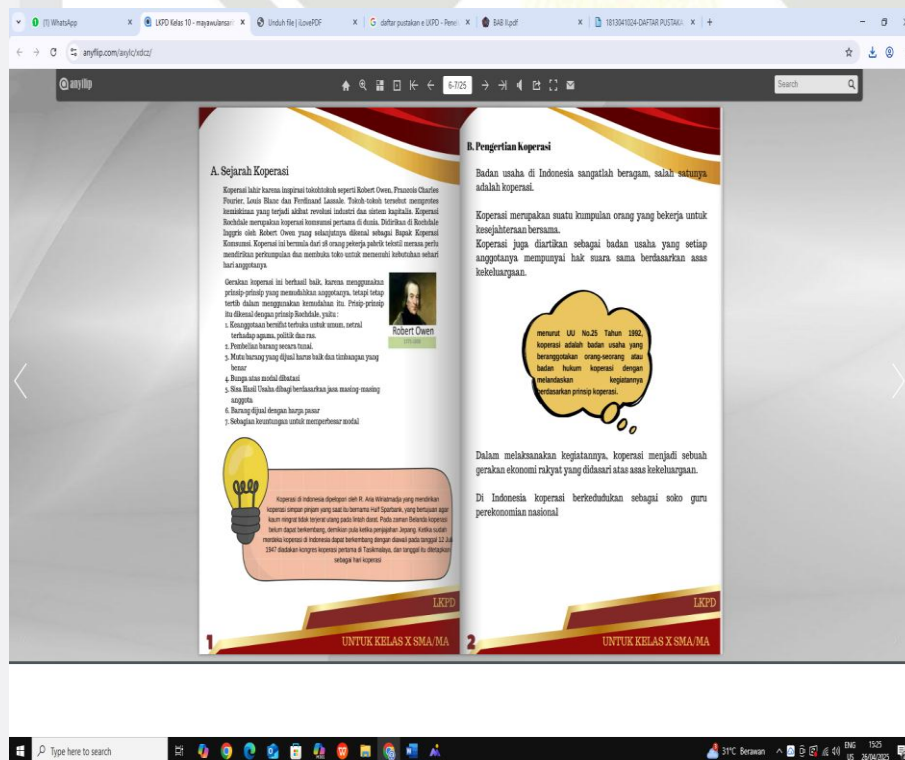 (1) WhatsApp
LKPD Kelas 10 - mayawulansari
Unduh file | iLovePDF
daftar pustakan e LKPD - Penel
BAB II.pdf
1813041024-DAFTAR PUSTAKA
anyflip.com/axylc/xdcz/
anyflip
6-7/25
Search
A. Sejarah Koperasi
Koperasi lahir karena inspirasi tokohtokoh seperti Robert Owen, Francois Charles
Fourier, Louis Blanc dan Ferdinand Lassale. Tokoh-tokoh tersebut memprotes
kemiskinan yang terjadi akibat revolusi industri dan sistem kapitalis. Koperasi
Rochdale merupakan koperasi konsumsi pertama di dunia. Didirikan di Rochdale
Inggris oleh Robert Owen yang selanjutnya dikenal sebagai Bapak Koperasi
Konsumsi. Koperasi ini bermula dari 28 orang pekerja pabrik tekstil merasa perlu
mendirikan perkumpulan dan membuka toko untuk memenuhi kebutuhan sehari
hari anggotanya
Gerakan koperasi ini berhasil baik, karena menggunakan
prinsip-prinsip yang memudahkan anggotanya, tetapi tetap
tertib dalam menggunakan kemudahan itu. Prisip-prinsip
itu dikenal dengan prinsip Rochdale, yaitu :
1. Keanggotaan bersifat terbuka untuk umum, netral
terhadap agama, politik dan ras.
2. Pembelian barang secara tunai.
3. Mutu barang yang dijual harus baik dan timbangan yang
benar
4. Bunga atas modal dibatasi
5. Sisa Hasil Usaha dibagi berdasarkan jasa masing-masing
anggota
6. Barang dijual dengan harga pasar
7. Sebagian keuntungan untuk memperbesar modal
Robert Owen
Koperasi di Indonesia dipelopori oleh R. Aria Wiriatmadja yang mendirikan
koperasi simpan pinjam yang saat itu bernama Hulf Sparbank, yang bertujuan agar
kaum ningrat tidak terjerat utang pada lintah darat. Pada zaman Belanda koperasi
belum dapat berkembang, demikian pula ketika penjajahan Jepang. Ketika sudah
merdeka koperasi di Indonesia dapat berkembang dengan diawali pada tanggal 12 Jul
1947 diadakan kongres koperasi pertama di Tasikmalaya, dan tanggal itu ditetapkan
sebagai hari koperasi
LKPD
1
UNTUK KELAS X SMA/MA
B. Pengertian Koperasi
Badan usaha di Indonesia sangatlah beragam, salah satunya
adalah koperasi.
Koperasi merupakan suatu kumpulan orang yang bekerja untuk
kesejahteraan bersama.
Koperasi juga diartikan sebagai badan usaha yang setiap
anggotanya mempunyai hak suara sama berdasarkan asas
kekeluargaan.
menurut UU No.25 Tahun 1992,
koperasi adalah badan usaha yang
beranggotakan orang-seorang atau
badan hukum koperasi dengan
melandaskan kegiatannya
berdasarkan prinsip koperasi.
Dalam melaksanakan kegiatannya, koperasi menjadi sebuah
gerakan ekonomi rakyat yang didasari atas asas kekeluargaan.
Di Indonesia koperasi berkedudukan sebagai soko guru
perekonomian nasional
LKPD
2
UNTUK KELAS X SMA/MA
Type here to search
31°C Berawan
ENG
US
15:25
26/04/2025